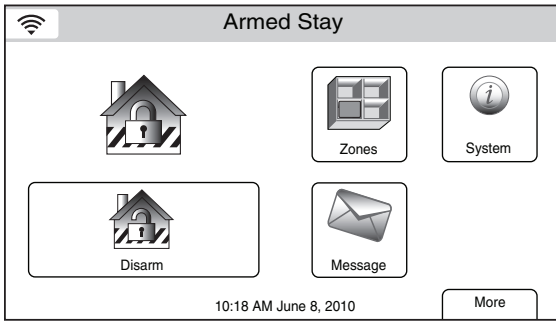 Armed Stay
Zones
System
Disarm
Message
10:18 AM June 8, 2010
More